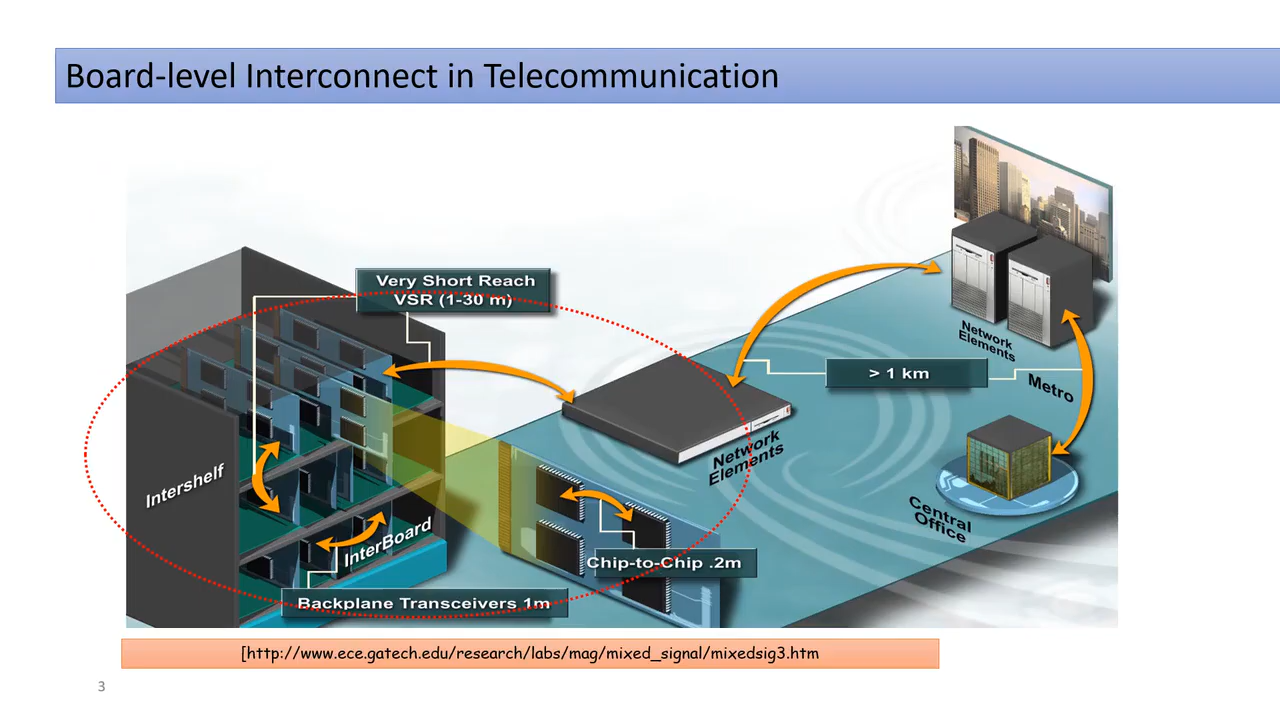 Board-level Interconnect in Telecommunication
Very Short Reach
VSR (1-30 m)
Network
Elements
> 1 km
Metro
Network
Elements
Intershelf
Central
Office
InterBoard
Chip-to-Chip .2m
Backplane Transceivers 1m
[http://www.ece.gatech.edu/research/labs/mag/mixed_signal/mixedsig3.htm
3